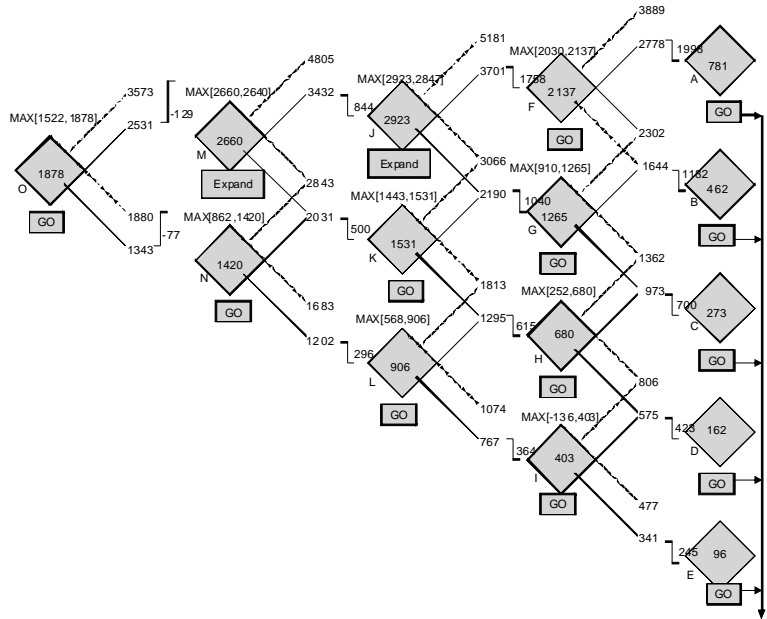 3889
5181
MAX[2030,2137]
2778
1998
4805
3701
1758
781
MAX[2923,2847]
A
3573
MAX[2660,2640]
3432
844
2137
F
GO
-129
MAX[1522, 1878]
2531
2923
J
2302
GO
2660
M
Expand
3066
MAX[910,1265]
1644
1182
1878
O
Expand
2843
MAX[1443,1531]
2190
1040
462
B
GO
1880
MAX[862,1420]
2031
500
1265
G
GO
1343
-77
1531
K
GO
1362
1420
N
GO
1813
MAX[252,680]
973
700
1683
MAX[568,906]
1295
615
273
C
GO
1202
296
680
H
GO
906
L
806
GO
1074
MAX[-136,403]
575
423
162
D
767
364
403
I
GO
GO
477
341
245
96
E
GO